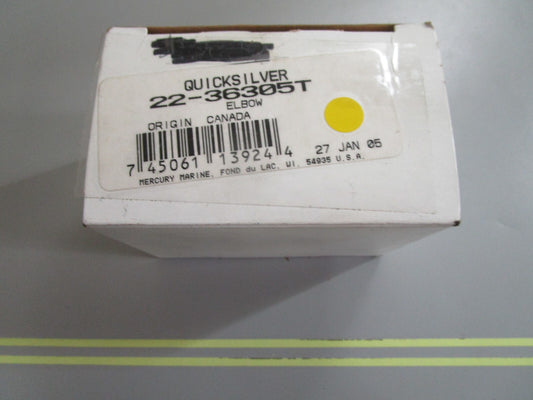 QUICKSILVER
22-36305T
ELBOW
ORIGIN CANADA
7 45061 13924 4
27 JAN 05
MERCURY MARINE, FOND du LAC, WI. 54935 U.S.A.